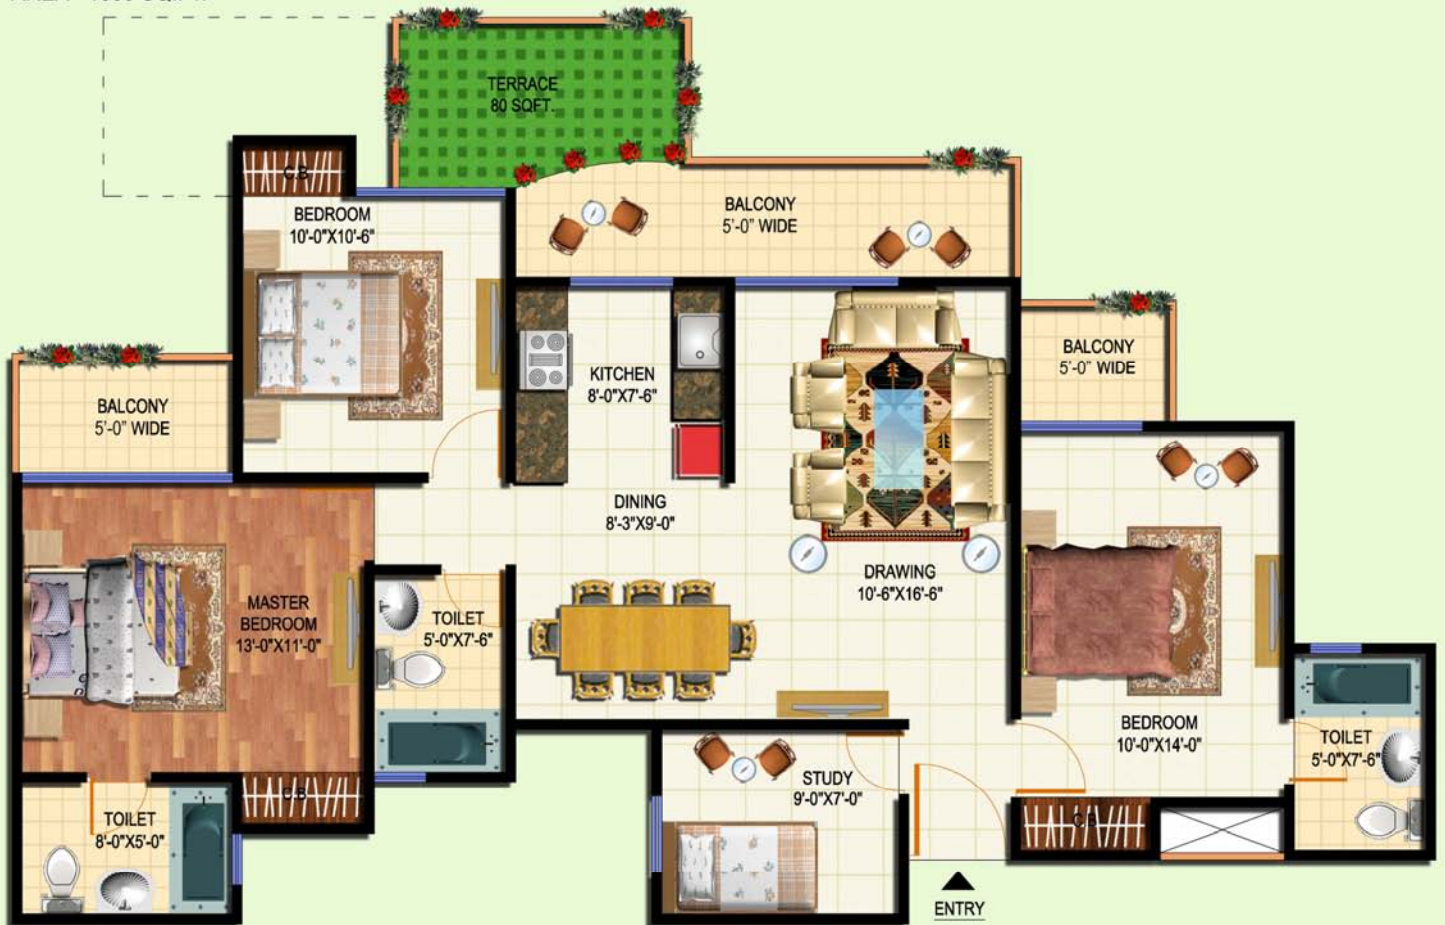 TERRACE
80 SQFT.
C.B
BEDROOM
10'-0"X10'-6"
BALCONY
5'-0" WIDE
BALCONY
5'-0" WIDE
KITCHEN
8'-0"X7'-6"
BALCONY
5'-0" WIDE
DINING
8'-3"X9'-0"
DRAWING
10'-6"X16'-6"
MASTER
BEDROOM
13'-0"X11'-0"
TOILET
5'-0"X7'-6"
BEDROOM
10'-0"X14'-0"
TOILET
5'-0"X7'-6"
STUDY
9'-0"X7'-0"
C.B
TOILET
8'-0"X5'-0"
C.B
ENTRY